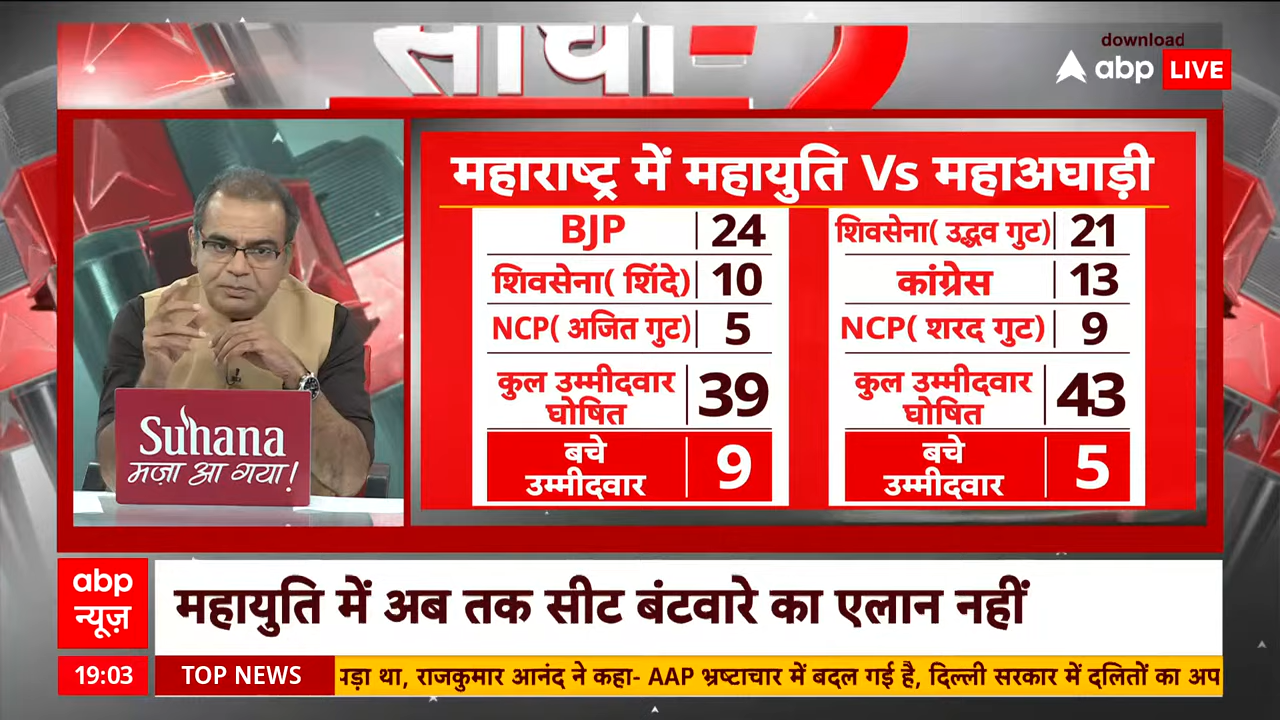 सीधा
download
abp LIVE
महाराष्ट्र में महायुति Vs महाअघाड़ी
BJP 24
शिवसेना( शिंदे) 10
NCP( अजित गुट) 5
कुल उम्मीदवार
घोषित 39
बचे
उम्मीदवार 9
शिवसेना( उद्धव गुट) 21
कांग्रेस 13
NCP( शरद गुट) 9
कुल उम्मीदवार
घोषित 43
बचे
उम्मीदवार 5
Suhana
मज़ा आ गया!
abp
न्यूज़
महायुति में अब तक सीट बंटवारे का एलान नहीं
19:03 TOP NEWS
था, राजकुमार आनंद ने कहा- AAP भ्रष्टाचार में बदल गई है, दिल्ली सरकार में दलितों का अप